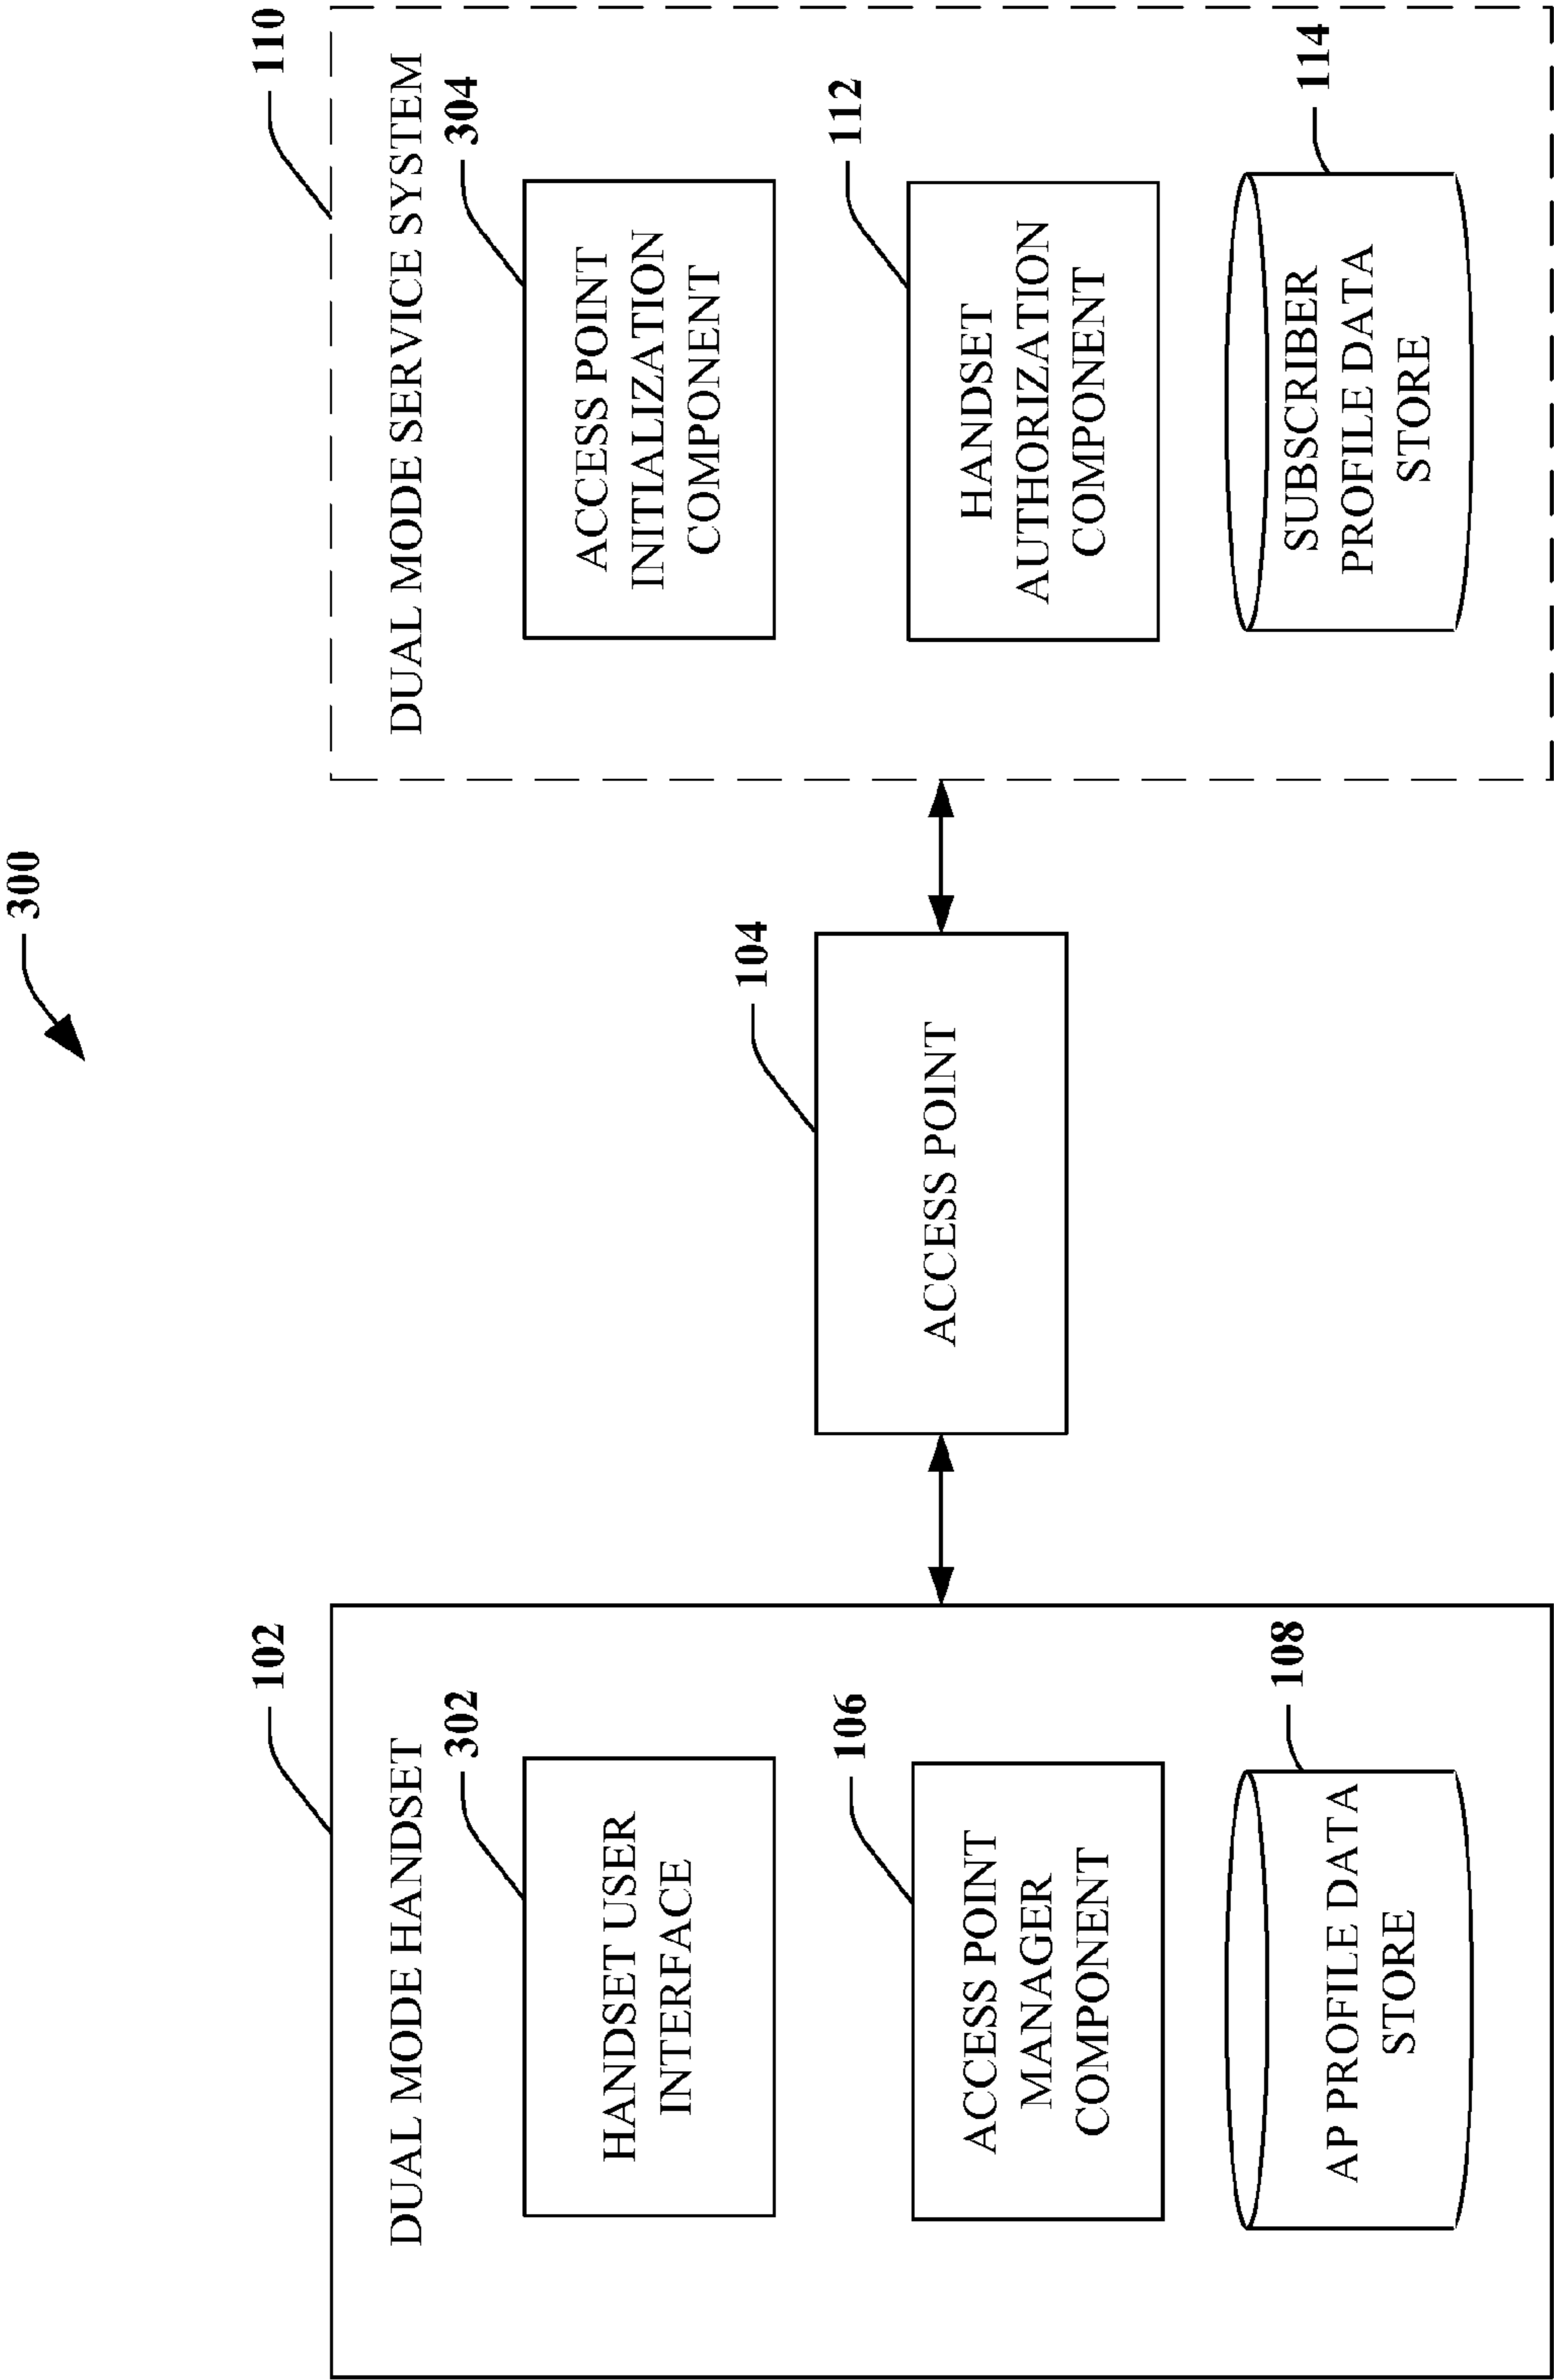 300
102
DUAL MODE HANDSET
302
HANDSET USER
INTERFACE
106
ACCESS POINT
MANAGER
COMPONENT
108
AP PROFILE DATA
STORE
104
ACCESS POINT
110
DUAL MODE SERVICE SYSTEM
304
ACCESS POINT
INITIALIZATION
COMPONENT
112
HANDSET
AUTHORIZATION
COMPONENT
114
SUBSCRIBER
PROFILE DATA
STORE